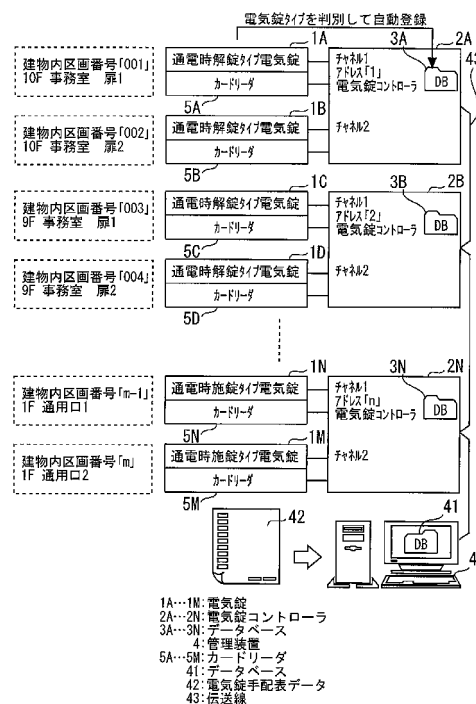 電気錠タイプを判別して自動登録
1A
3A
2A
43
建物内区画番号「001」
10F 事務室 扉1
通電時解錠タイプ電気錠
カードリーダ
チャネル1
アドレス「1」
電気錠コントローラ
DB
5A
1B
建物内区画番号「002」
10F 事務室 扉2
通電時解錠タイプ電気錠
カードリーダ
チャネル2
5B
1C
3B
2B
建物内区画番号「003」
9F 事務室 扉1
通電時解錠タイプ電気錠
カードリーダ
チャネル1
アドレス「2」
電気錠コントローラ
DB
5C
1D
建物内区画番号「004」
9F 事務室 扉2
通電時解錠タイプ電気錠
カードリーダ
チャネル2
5D
1N
3N
2N
建物内区画番号「m-1」
1F 通用口1
通電時施錠タイプ電気錠
カードリーダ
チャネル1
アドレス「n」
電気錠コントローラ
DB
5N
1M
建物内区画番号「m」
1F 通用口2
通電時施錠タイプ電気錠
カードリーダ
チャネル2
5M
42
41
DB
4
1A…1M:電気錠
2A…2N:電気錠コントローラ
3A…3N:データベース
4:管理装置
5A…5M:カードリーダ
41:データベース
42:電気錠手配表データ
43:伝送線